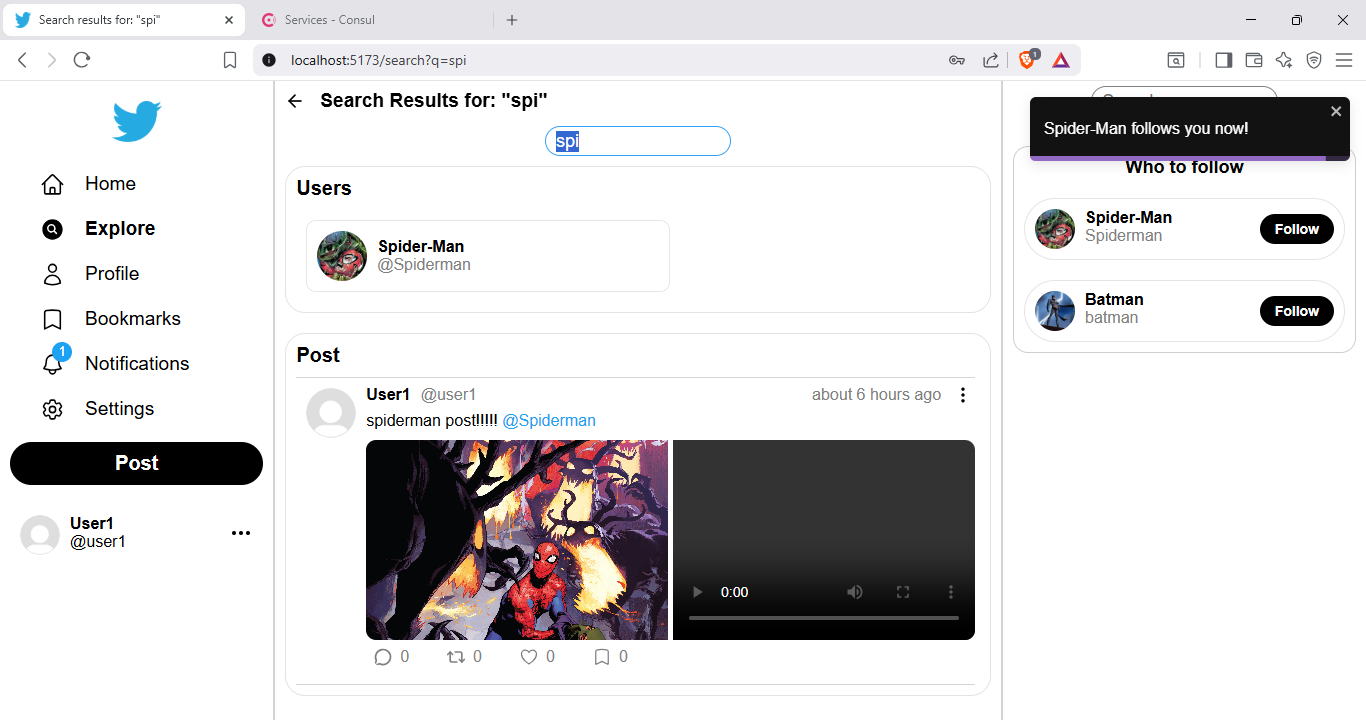 Search results for: "spi"
Services - Consul
localhost:5173/search?q=spi
1
Home
Explore
Profile
Bookmarks
1
Notifications
Settings
Post
User1
@user1
Search Results for: "spi"
spi
Users
Spider-Man
@Spiderman
Post
User1 @user1 about 6 hours ago
spiderman post!!!!! @Spiderman
0:00
0 0 0 0
Spider-Man follows you now!
Who to follow
Spider-Man
Spiderman
Follow
Batman
batman
Follow